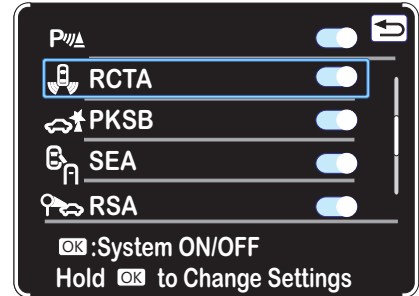 P
RCTA
PKSB
SEA
RSA
OK :System ON/OFF
Hold OK to Change Settings